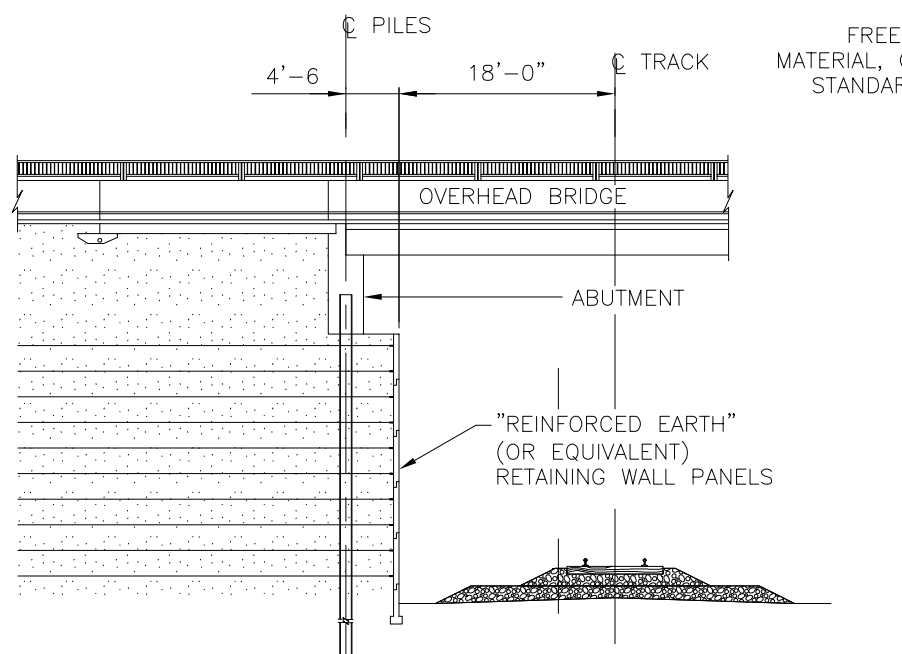 ℄ PILES
FREE
4'-6
18'-0"
℄ TRACK
MATERIAL,
STANDAR
OVERHEAD BRIDGE
ABUTMENT
"REINFORCED EARTH"
(OR EQUIVALENT)
RETAINING WALL PANELS